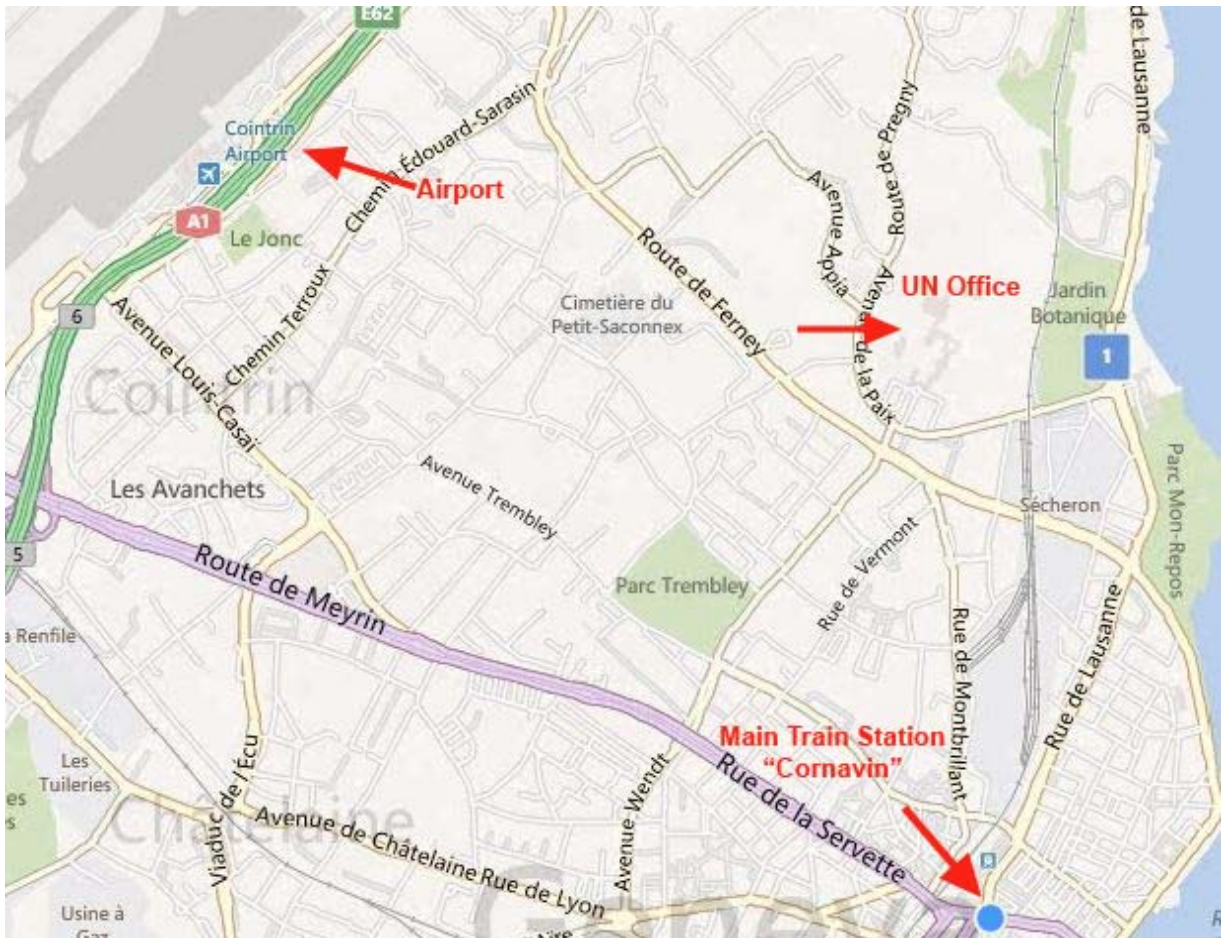 E62
de Lausanne
Cointrin
Airport
Chemin Édouard-Sarasin
Airport
A1
Le Jonc
Route de Pregny
Avenue Appia
Route de Ferney
UN Office
Jardin
Botanique
Cimetière du
Petit-Saconnex
Avenue de la Paix
1
6
Avenue Louis-Casai
Chemin Terroux
Cointrin
Les Avanchets
Avenue Trembley
Parc Mon-Repos
Sécheron
5
Route de Meyrin
Parc Trembley
Rue de Vermont
Rue de Montbrillant
Rue de Lausanne
a Renfile
Main Train Station
“Cornavin”
Les
Tuileries
es
s
Viaduc de l'Écu
Châtelaine
Avenue de Châtelaine
Rue de Lyon
Avenue Wendt
Rue de la Servette
Usine à
Gaz